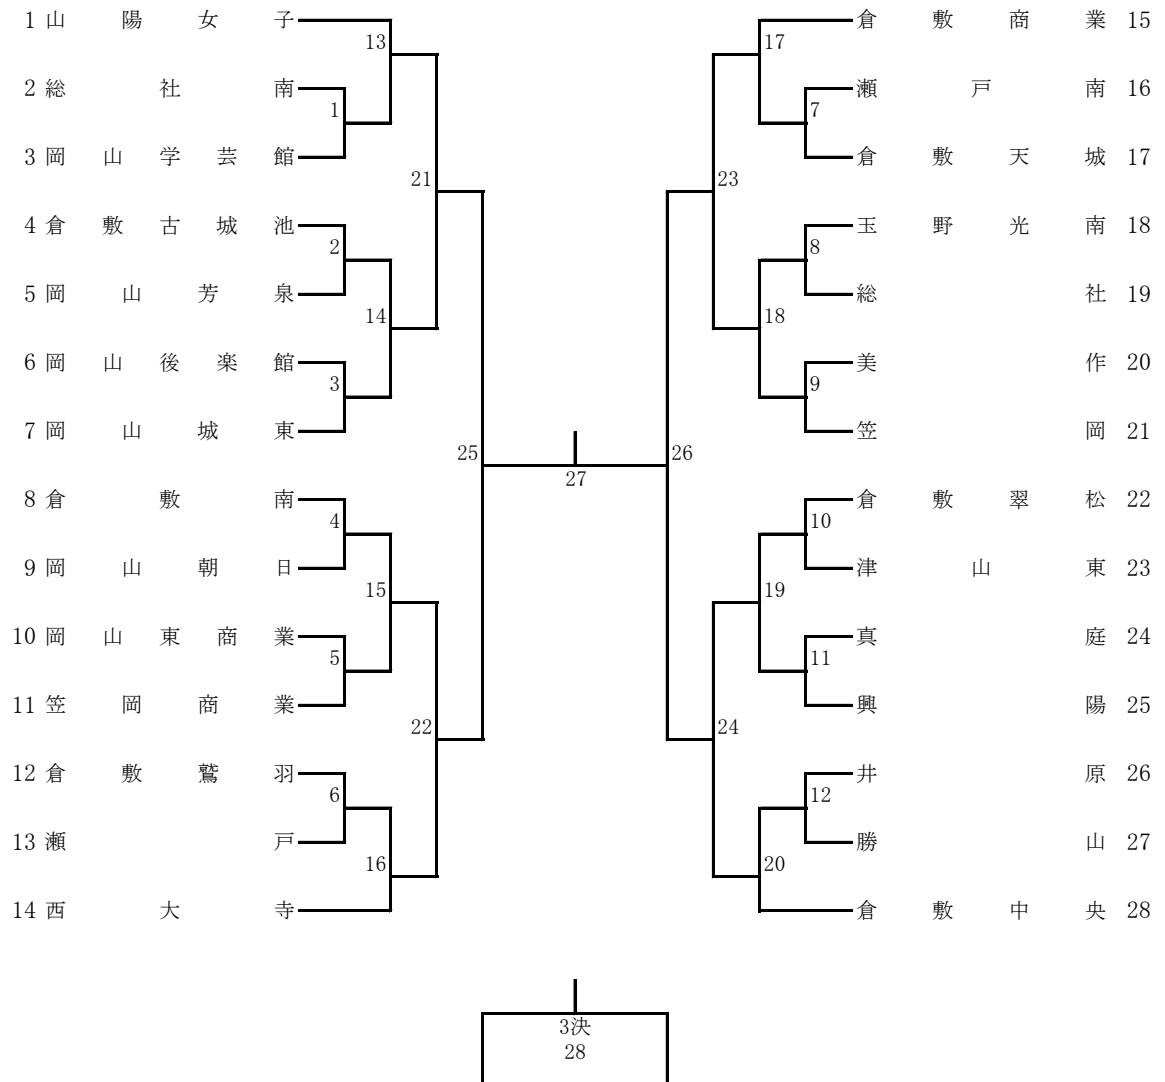 1 山陽女子
13
2 総社南
1
3 岡山学芸館
21
4 倉敷古城池
2
5 岡山芳泉
14
6 岡山後楽館
3
7 岡山城東
25
8 倉敷南
4
9 岡山朝日
15
10 岡山東商業
5
11 笠岡商業
22
12 倉敷鷲羽
6
13 瀬戸
16
14 西大寺
27
倉敷商業 15
17
瀬戸南 16
7
倉敷天城 17
23
玉野光南 18
8
総社 19
18
美作 20
9
笠岡 21
26
倉敷翠松 22
10
津山東 23
19
真庭 24
11
興陽 25
24
井原 26
12
勝山 27
20
倉敷中央 28
3決
28